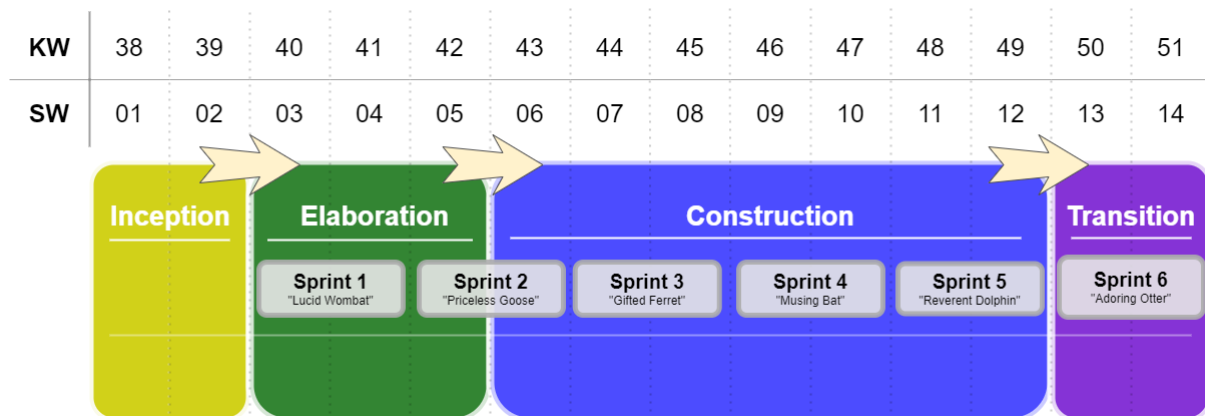 KW 38 39 40 41 42 43 44 45 46 47 48 49 50 51
SW 01 02 03 04 05 06 07 08 09 10 11 12 13 14
Inception Elaboration Construction Transition
Sprint 1 Sprint 2 Sprint 3 Sprint 4 Sprint 5 Sprint 6
"Lucid Wombat" "Priceless Goose" "Gifted Ferret" "Musing Bat" "Reverent Dolphin" "Adoring Otter"